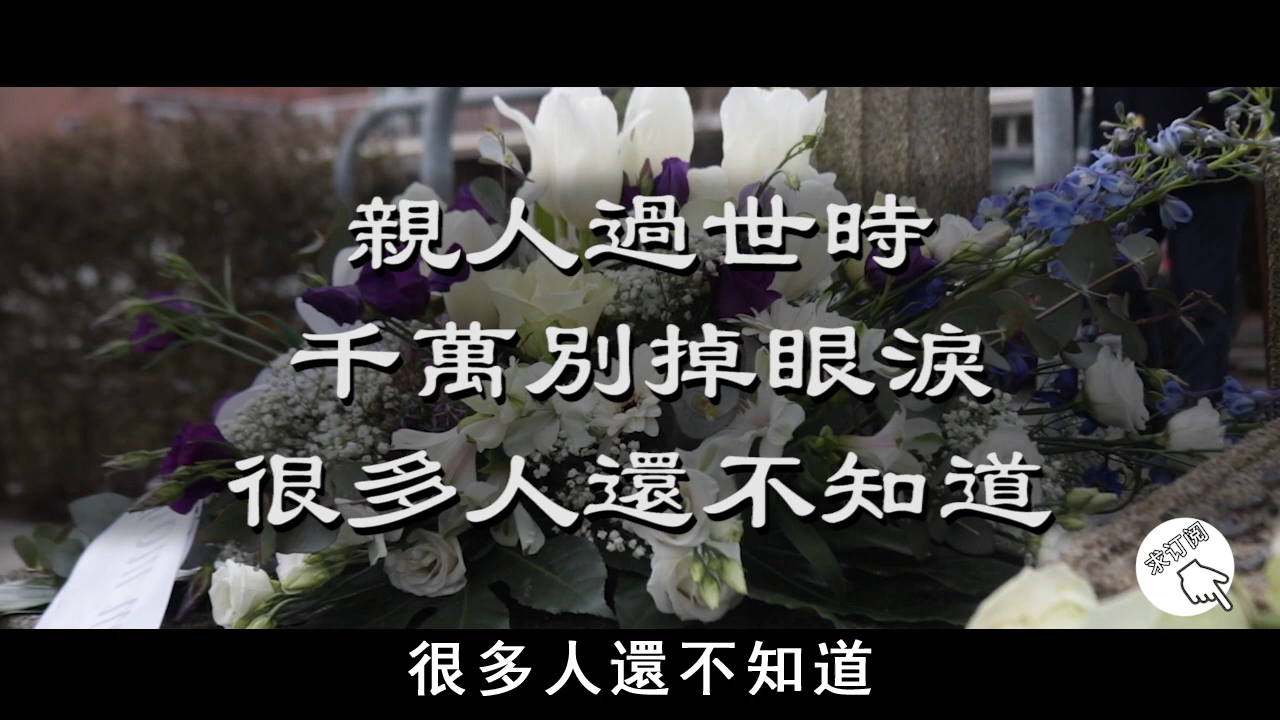 親人過世時
千萬別掉眼淚
很多人還不知道
求订阅
很多人還不知道